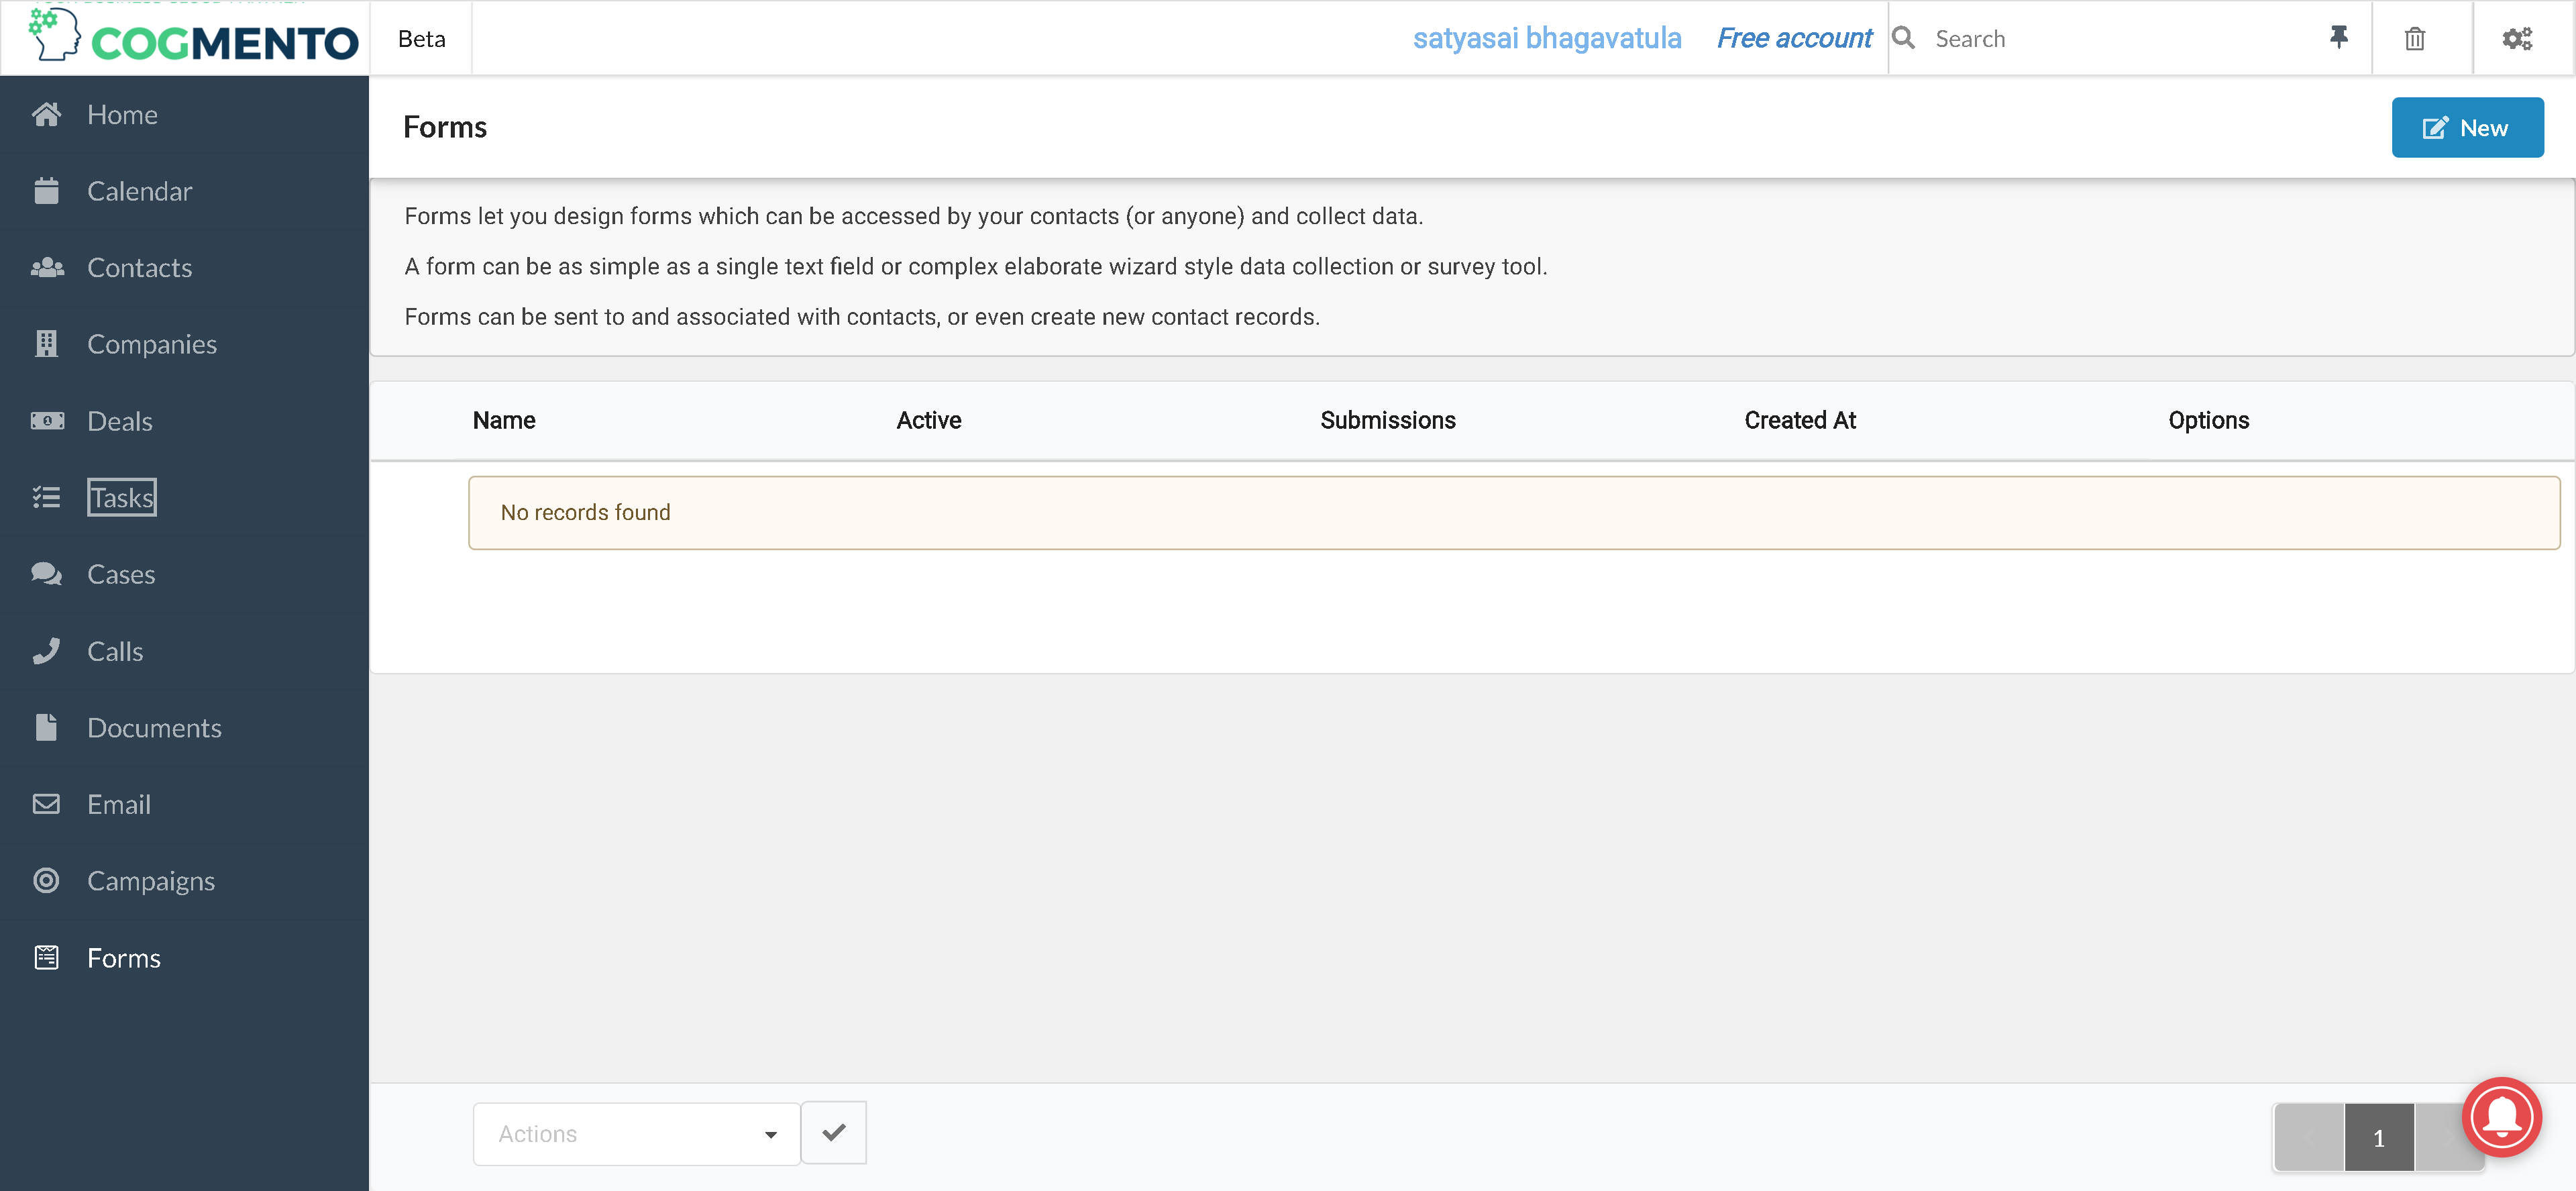 COGMENTO
Beta
satyasai bhagavatula
Free account
Search
Home
Calendar
Contacts
Companies
Deals
Tasks
Cases
Calls
Documents
Email
Campaigns
Forms
Forms
New
Forms let you design forms which can be accessed by your contacts (or anyone) and collect data.
A form can be as simple as a single text field or complex elaborate wizard style data collection or survey tool.
Forms can be sent to and associated with contacts, or even create new contact records.
Name Active Submissions Created At Options
No records found
Actions
1